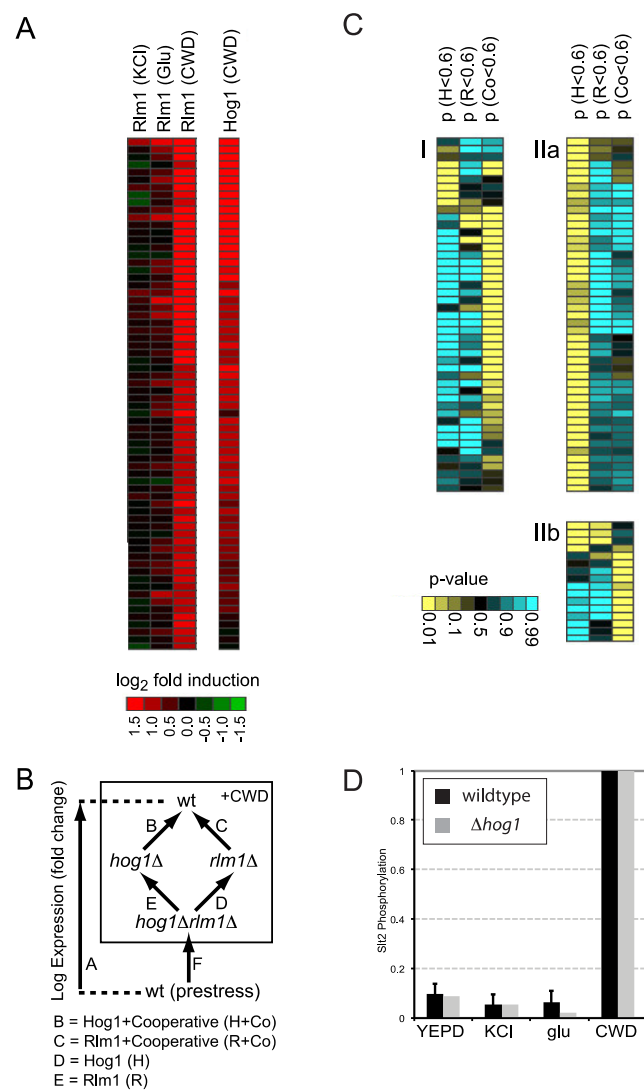 A
Rlm1 (KCl)
Rlm1 (Glu)
Rlm1 (CWD)
Hog1 (CWD)
log2 fold induction
1.5
1.0
0.5
0.0
-0.5
-1.0
-1.5
B
Log Expression (fold change)
A
+CWD
wt
B
C
hog1Δ
rlm1Δ
E
D
hog1Δrlm1Δ
F
wt (prestress)
B = Hog1+Cooperative (H+Co)
C = Rlm1+Cooperative (R+Co)
D = Hog1 (H)
E = Rlm1 (R)
C
p (H<0.6)
p (R<0.6)
p (Co<0.6)
p (H<0.6)
p (R<0.6)
p (Co<0.6)
I
IIa
IIb
p-value
0.01
0.1
0.5
0.9
0.99
D
Slt2 Phosphorylation
1
0.8
0.6
0.4
0.2
0
wildtype
Δhog1
YEPD
KCl
glu
CWD